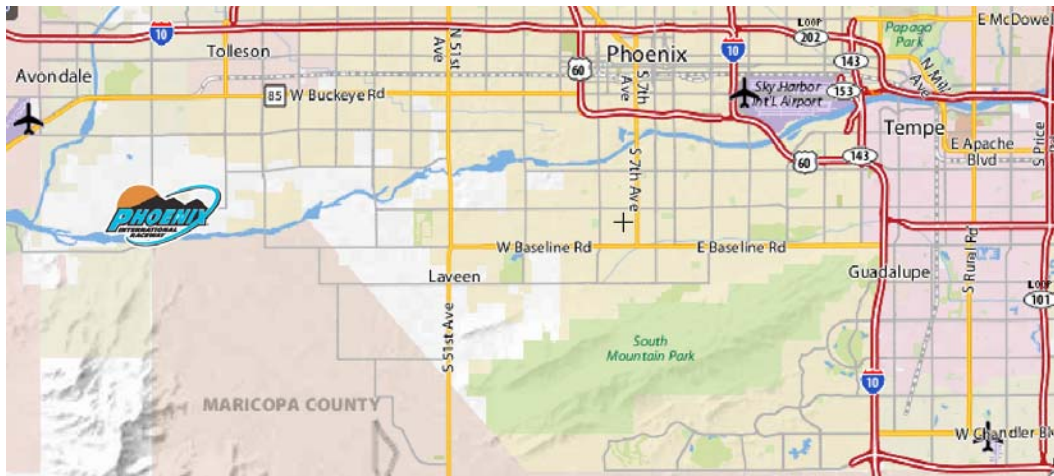 E McDowel
LOOP
202
Papago
Park
10
N 51st
Ave
Tolleson
Phoenix
10
143
N Mill
Ave
Avondale
60
S 7th
Ave
Sky Harbor
Int'L Airport
153
85
W Buckeye Rd
Tempe
E Apache
Blvd
S Price
143
60
S 7th Ave
PHOENIX
INTERNATIONAL
RACEWAY
W Baseline Rd
E Baseline Rd
S Rural Rd
Laveen
Guadalupe
LOOP
101
S 51st Ave
South
Mountain Park
10
MARICOPA COUNTY
W Chandler Bl